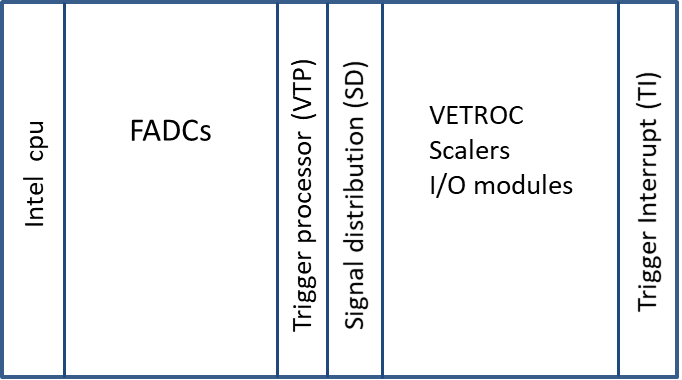 Intel cpu
FADCs
Trigger processor (VTP)
Signal distribution (SD)
VETROC
Scalers
I/O modules
Trigger Interrupt (TI)